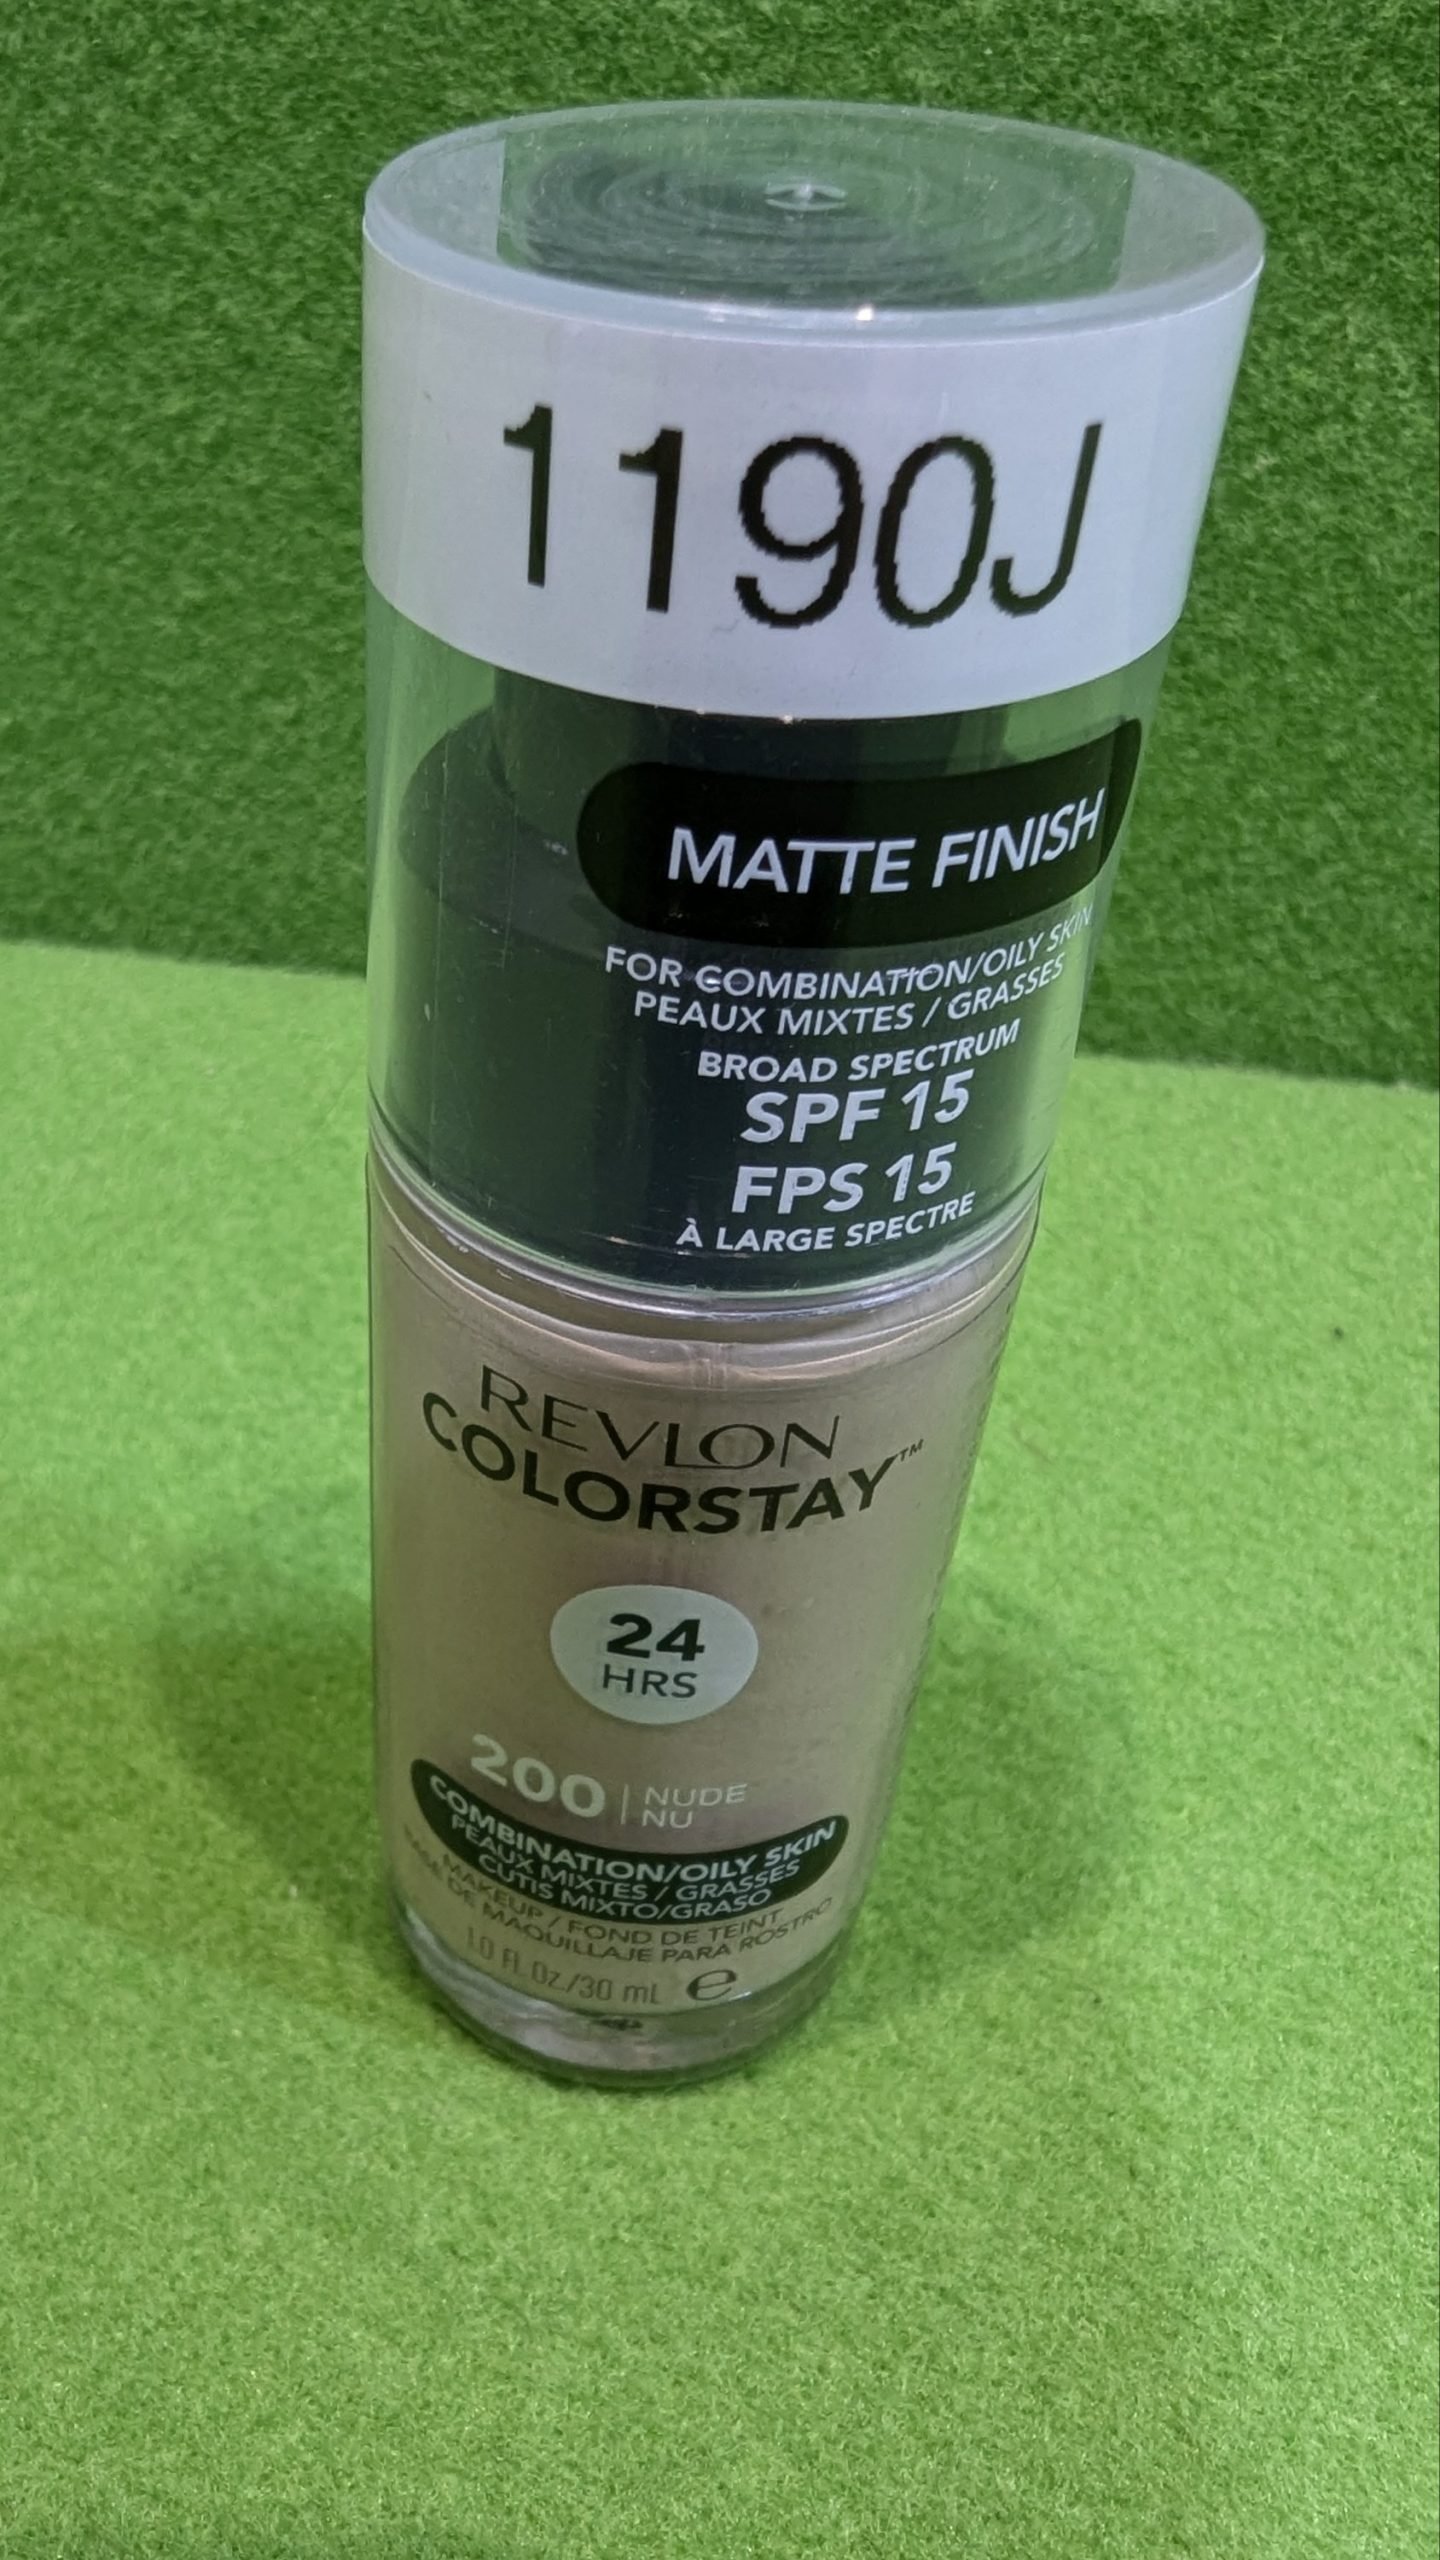 1190J
MATTE FINISH
FOR COMBINATION/OILY SKIN
PEAUX MIXTES / GRASSES
BROAD SPECTRUM
SPF 15
FPS 15
À LARGE SPECTRE
REVLON
COLORSTAY™
24
HRS
200 | NUDE
NU
COMBINATION/OILY SKIN
PEAUX MIXTES / GRASSES
CUTIS MIXTO/GRASO
MAKEUP / FOND DE TEINT
BASE DE MAQUILLAJE PARA ROSTRO
1.0 Fl. Oz./30 mL e